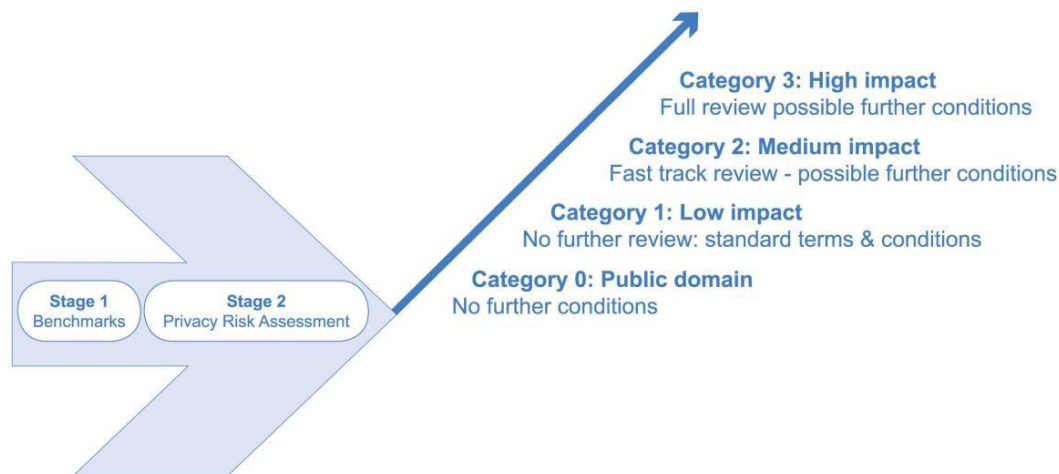 Category 3: High impact
Full review possible further conditions
Category 2: Medium impact
Fast track review - possible further conditions
Category 1: Low impact
No further review: standard terms & conditions
Category 0: Public domain
No further conditions
Stage 1
Benchmarks
Stage 2
Privacy Risk Assessment